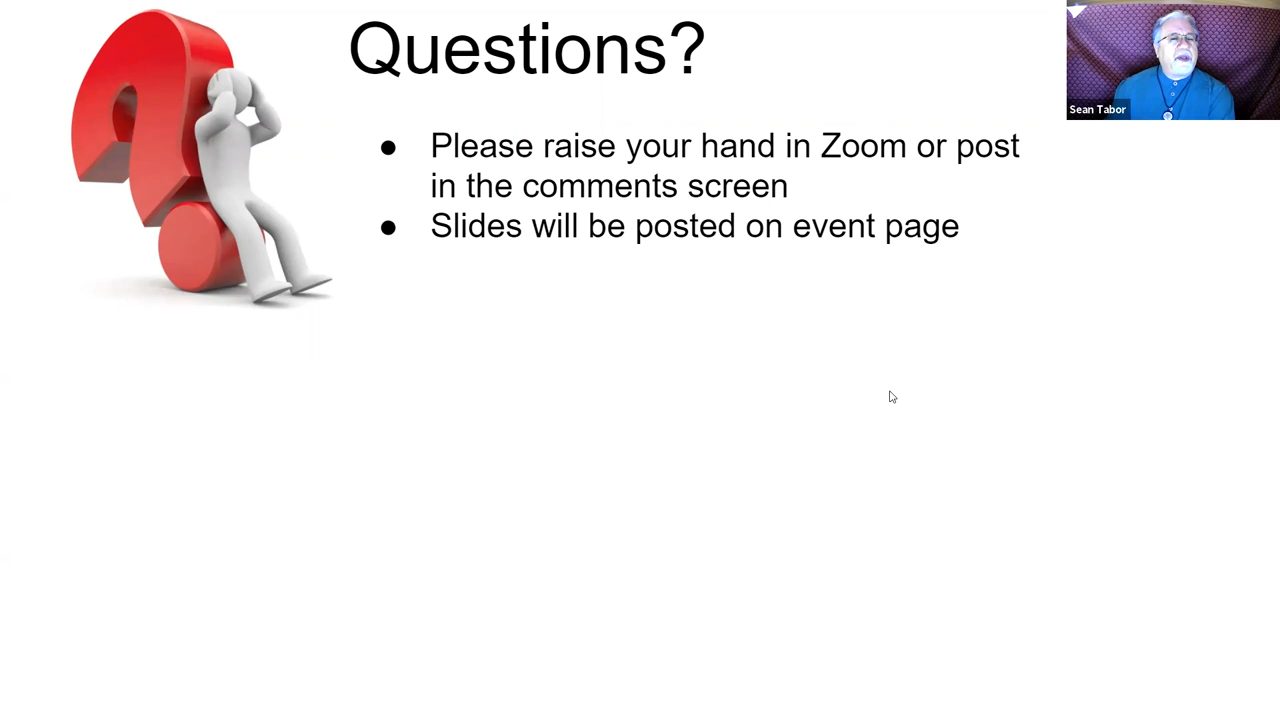 Questions?
● Please raise your hand in Zoom or post
in the comments screen
● Slides will be posted on event page
Sean Tabor